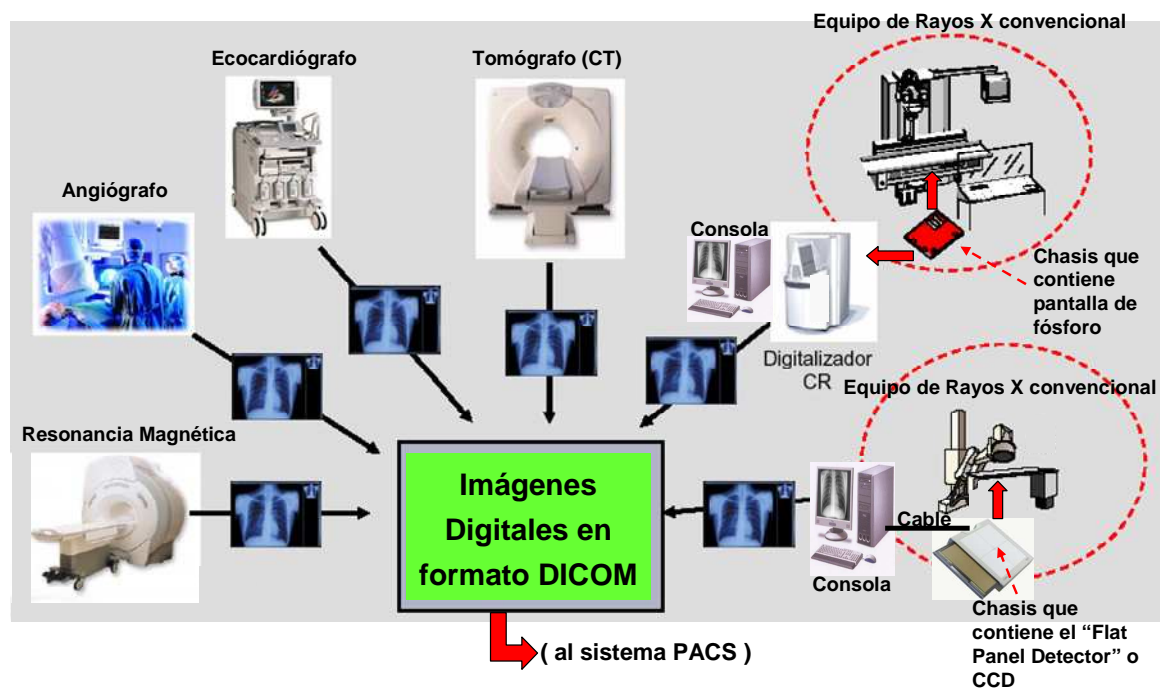 Equipo de Rayos X convencional
Ecocardiógrafo
Tomógrafo (CT)
Angiógrafo
Consola
Chasis que
contiene
pantalla de
fósforo
Digitalizador
CR
Equipo de Rayos X convencional
Resonancia Magnética
Imágenes
Digitales en
formato DICOM
Cable
Consola
Chasis que
contiene el “Flat
Panel Detector” o
CCD
( al sistema PACS )